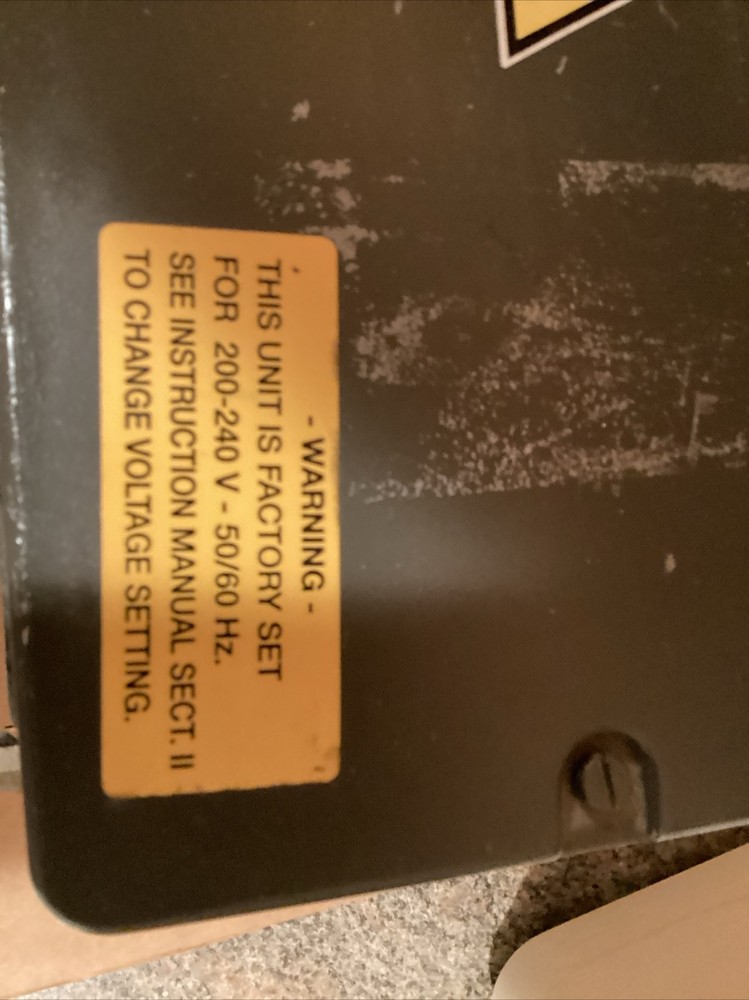 - WARNING -
THIS UNIT IS FACTORY SET
FOR 200-240 V - 50/60 Hz.
SEE INSTRUCTION MANUAL SECT. II
TO CHANGE VOLTAGE SETTING.